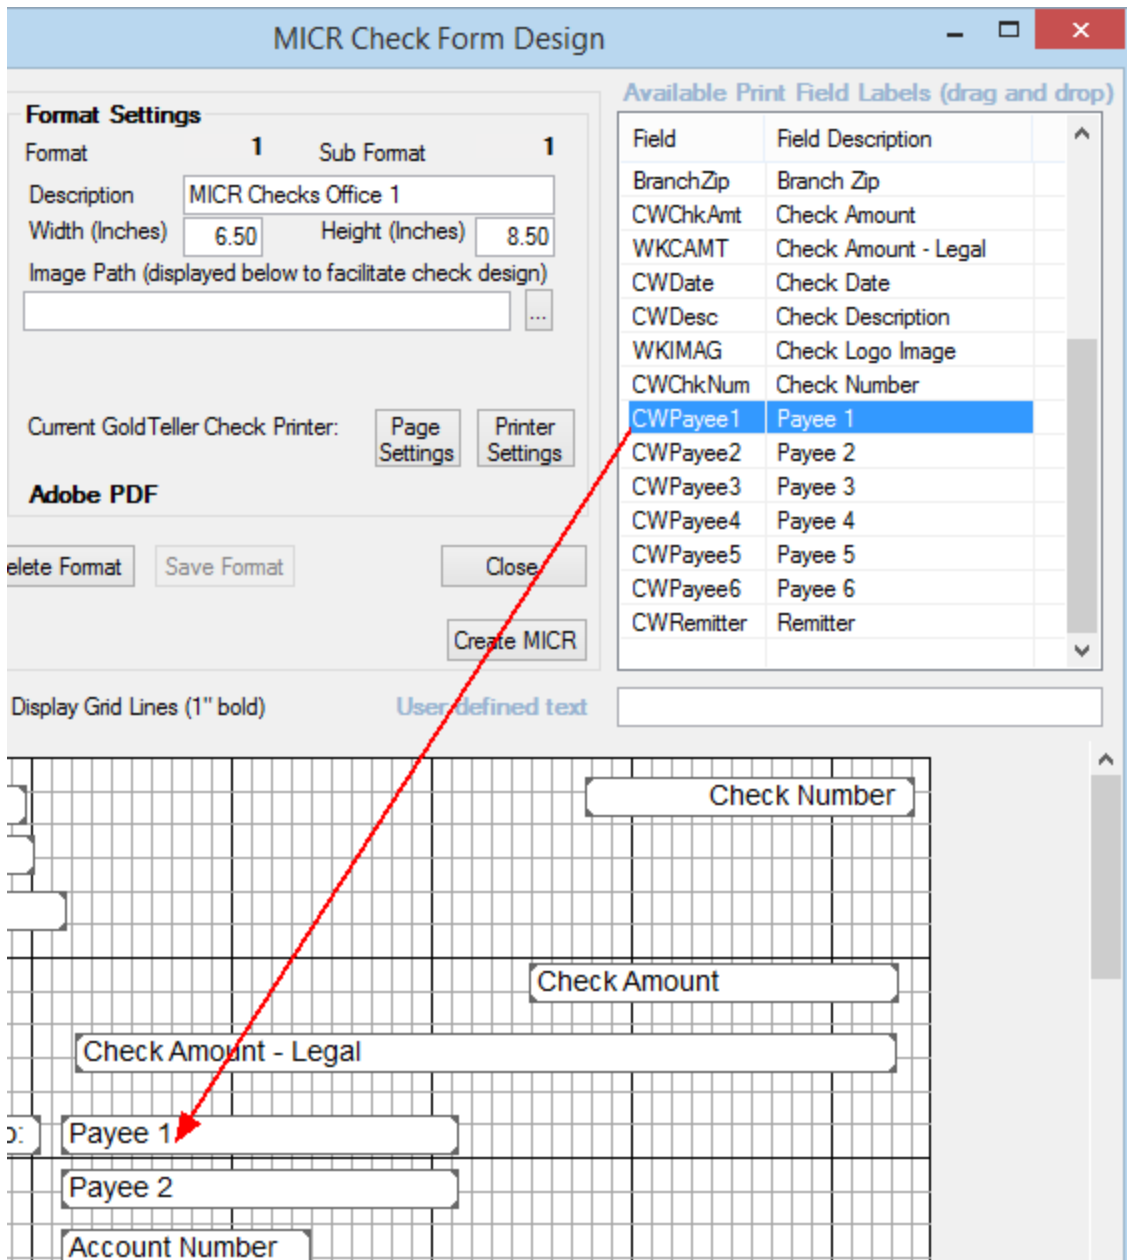 MICR Check Form Design
Available Print Field Labels (drag and drop)
Format Settings
Format 1 Sub Format 1
Description MICR Checks Office 1
Width (Inches) 6.50 Height (Inches) 8.50
Image Path (displayed below to facilitate check design)
...
Current GoldTeller Check Printer:
Page Settings
Printer Settings
Adobe PDF
elete Format Save Format Close
Create MICR
Field Field Description
BranchZip Branch Zip
CWChkAmt Check Amount
WKCAMT Check Amount - Legal
CWDate Check Date
CWDesc Check Description
WKIMAG Check Logo Image
CWChkNum Check Number
CWPayee1 Payee 1
CWPayee2 Payee 2
CWPayee3 Payee 3
CWPayee4 Payee 4
CWPayee5 Payee 5
CWPayee6 Payee 6
CWRemitter Remitter
Display Grid Lines (1" bold) User defined text
Check Number
Check Amount
Check Amount - Legal
o: Payee 1
Payee 2
Account Number